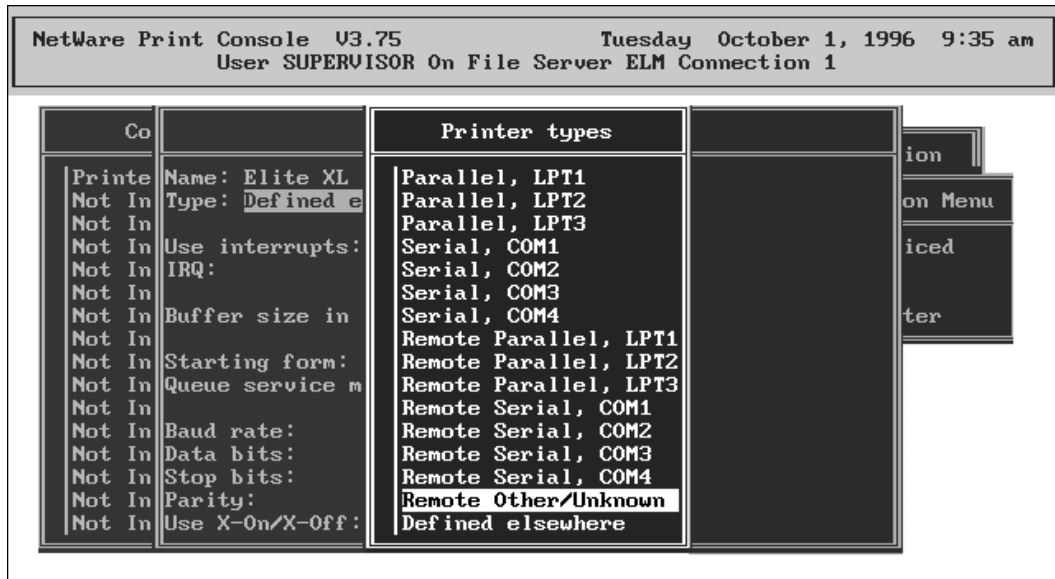 NetWare Print Console V3.75 Tuesday October 1, 1996 9:35 am
User SUPERVISOR On File Server ELM Connection 1
Co Printer types
ion
Printe Name: Elite XL Parallel, LPT1
Not In Type: Defined e Parallel, LPT2 on Menu
Not In Parallel, LPT3
Not In Use interrupts: Serial, COM1 iced
Not In IRQ: Serial, COM2
Not In Serial, COM3
Not In Buffer size in Serial, COM4 ter
Not In Remote Parallel, LPT1
Not In Starting form: Remote Parallel, LPT2
Not In Queue service m Remote Parallel, LPT3
Not In Remote Serial, COM1
Not In Baud rate: Remote Serial, COM2
Not In Data bits: Remote Serial, COM3
Not In Stop bits: Remote Serial, COM4
Not In Parity: Remote Other/Unknown
Not In Use X-On/X-Off: Defined elsewhere